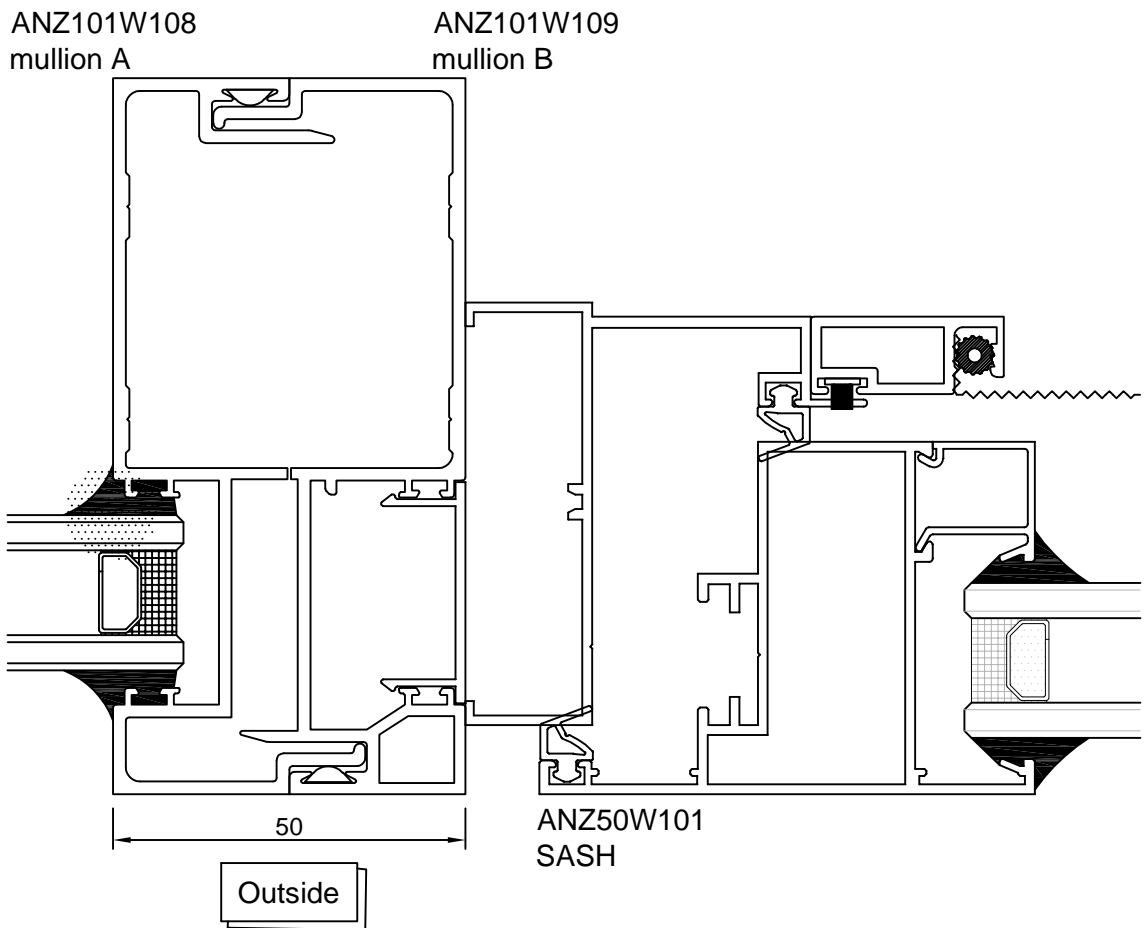 ANZ101W108
mullion A
ANZ101W109
mullion B
50
ANZ50W101
SASH
Outside